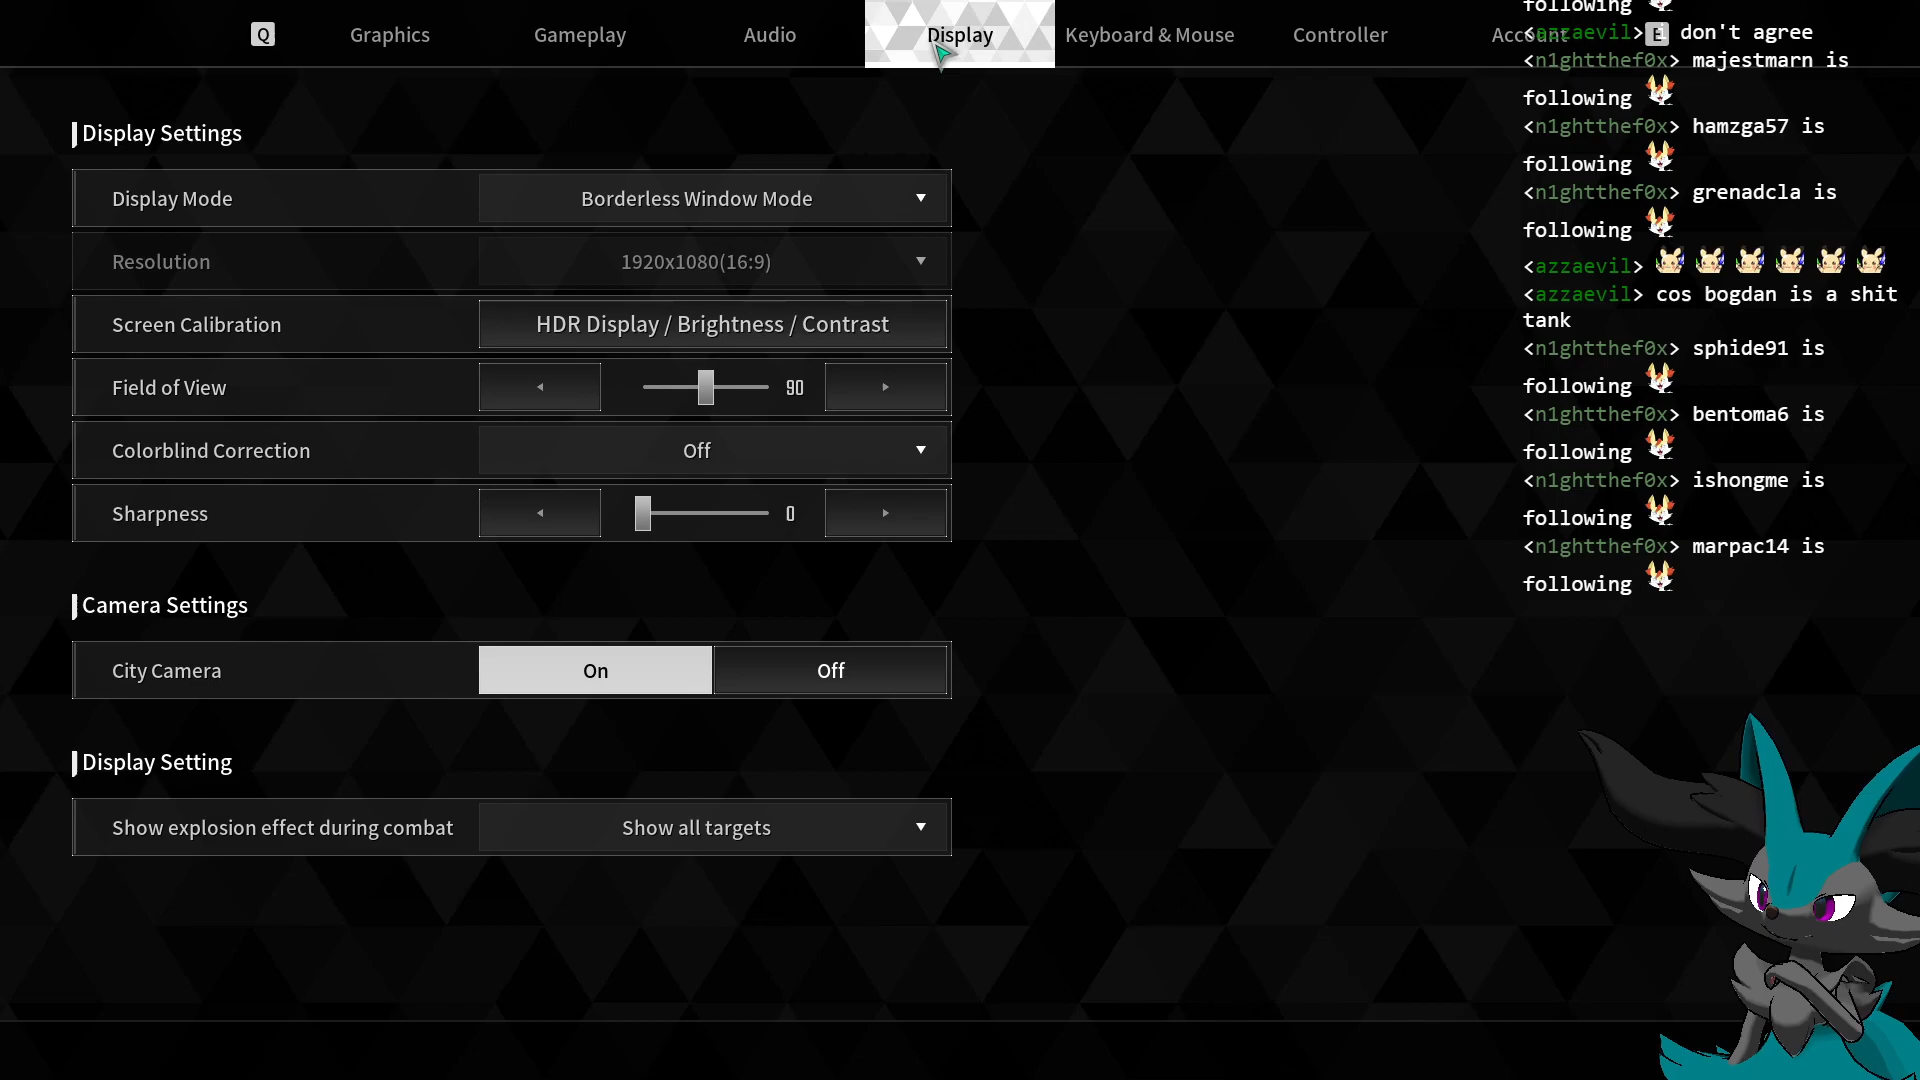 Q
Graphics
Gameplay
Audio
Display
Keyboard & Mouse
Controller
Account
E
Display Settings
Display Mode
Borderless Window Mode
Resolution
1920x1080(16:9)
Screen Calibration
HDR Display / Brightness / Contrast
Field of View
90
Colorblind Correction
Off
Sharpness
0
Camera Settings
City Camera
On
Off
Display Setting
Show explosion effect during combat
Show all targets
following
<azzaevil> i don't agree
<n1ghtthef0x> majestmarn is
following
<n1ghtthef0x> hamzga57 is
following
<n1ghtthef0x> grenadcla is
following
<azzaevil>
<azzaevil> cos bogdan is a shit
tank
<n1ghtthef0x> sphide91 is
following
<n1ghtthef0x> bentoma6 is
following
<n1ghtthef0x> ishongme is
following
<n1ghtthef0x> marpac14 is
following